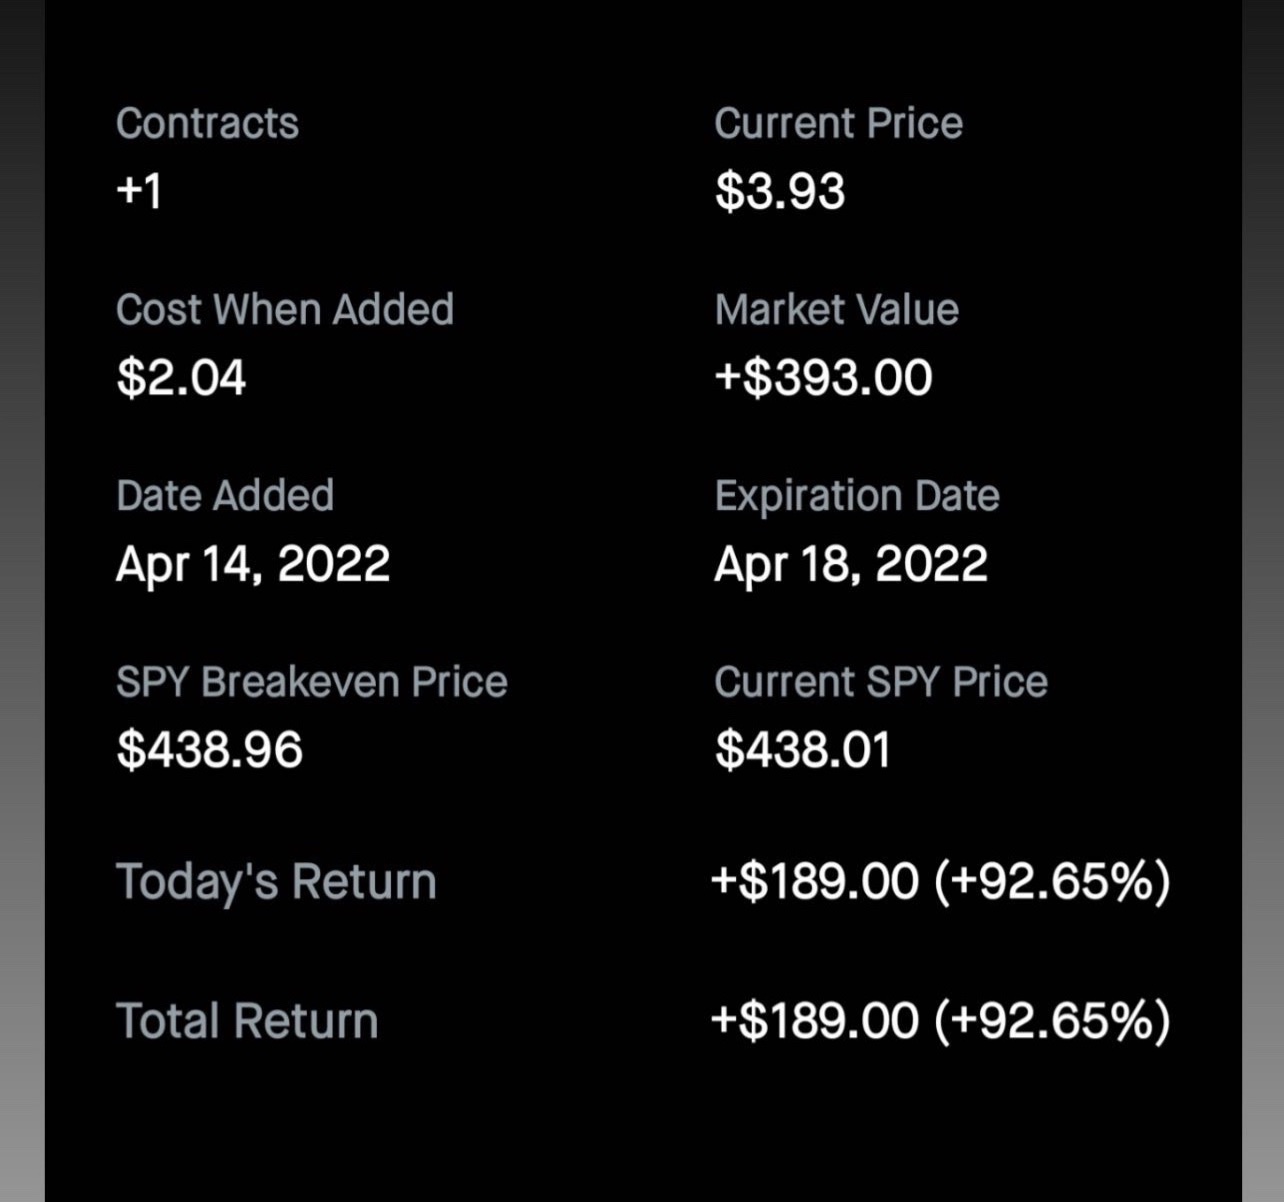 Contracts
Current Price
+1
$3.93
Cost When Added
Market Value
$2.04
+$393.00
Date Added
Expiration Date
Apr 14, 2022
Apr 18, 2022
SPY Breakeven Price
Current SPY Price
$438.96
$438.01
Today's Return
+$189.00 (+92.65%)
Total Return
+$189.00 (+92.65%)